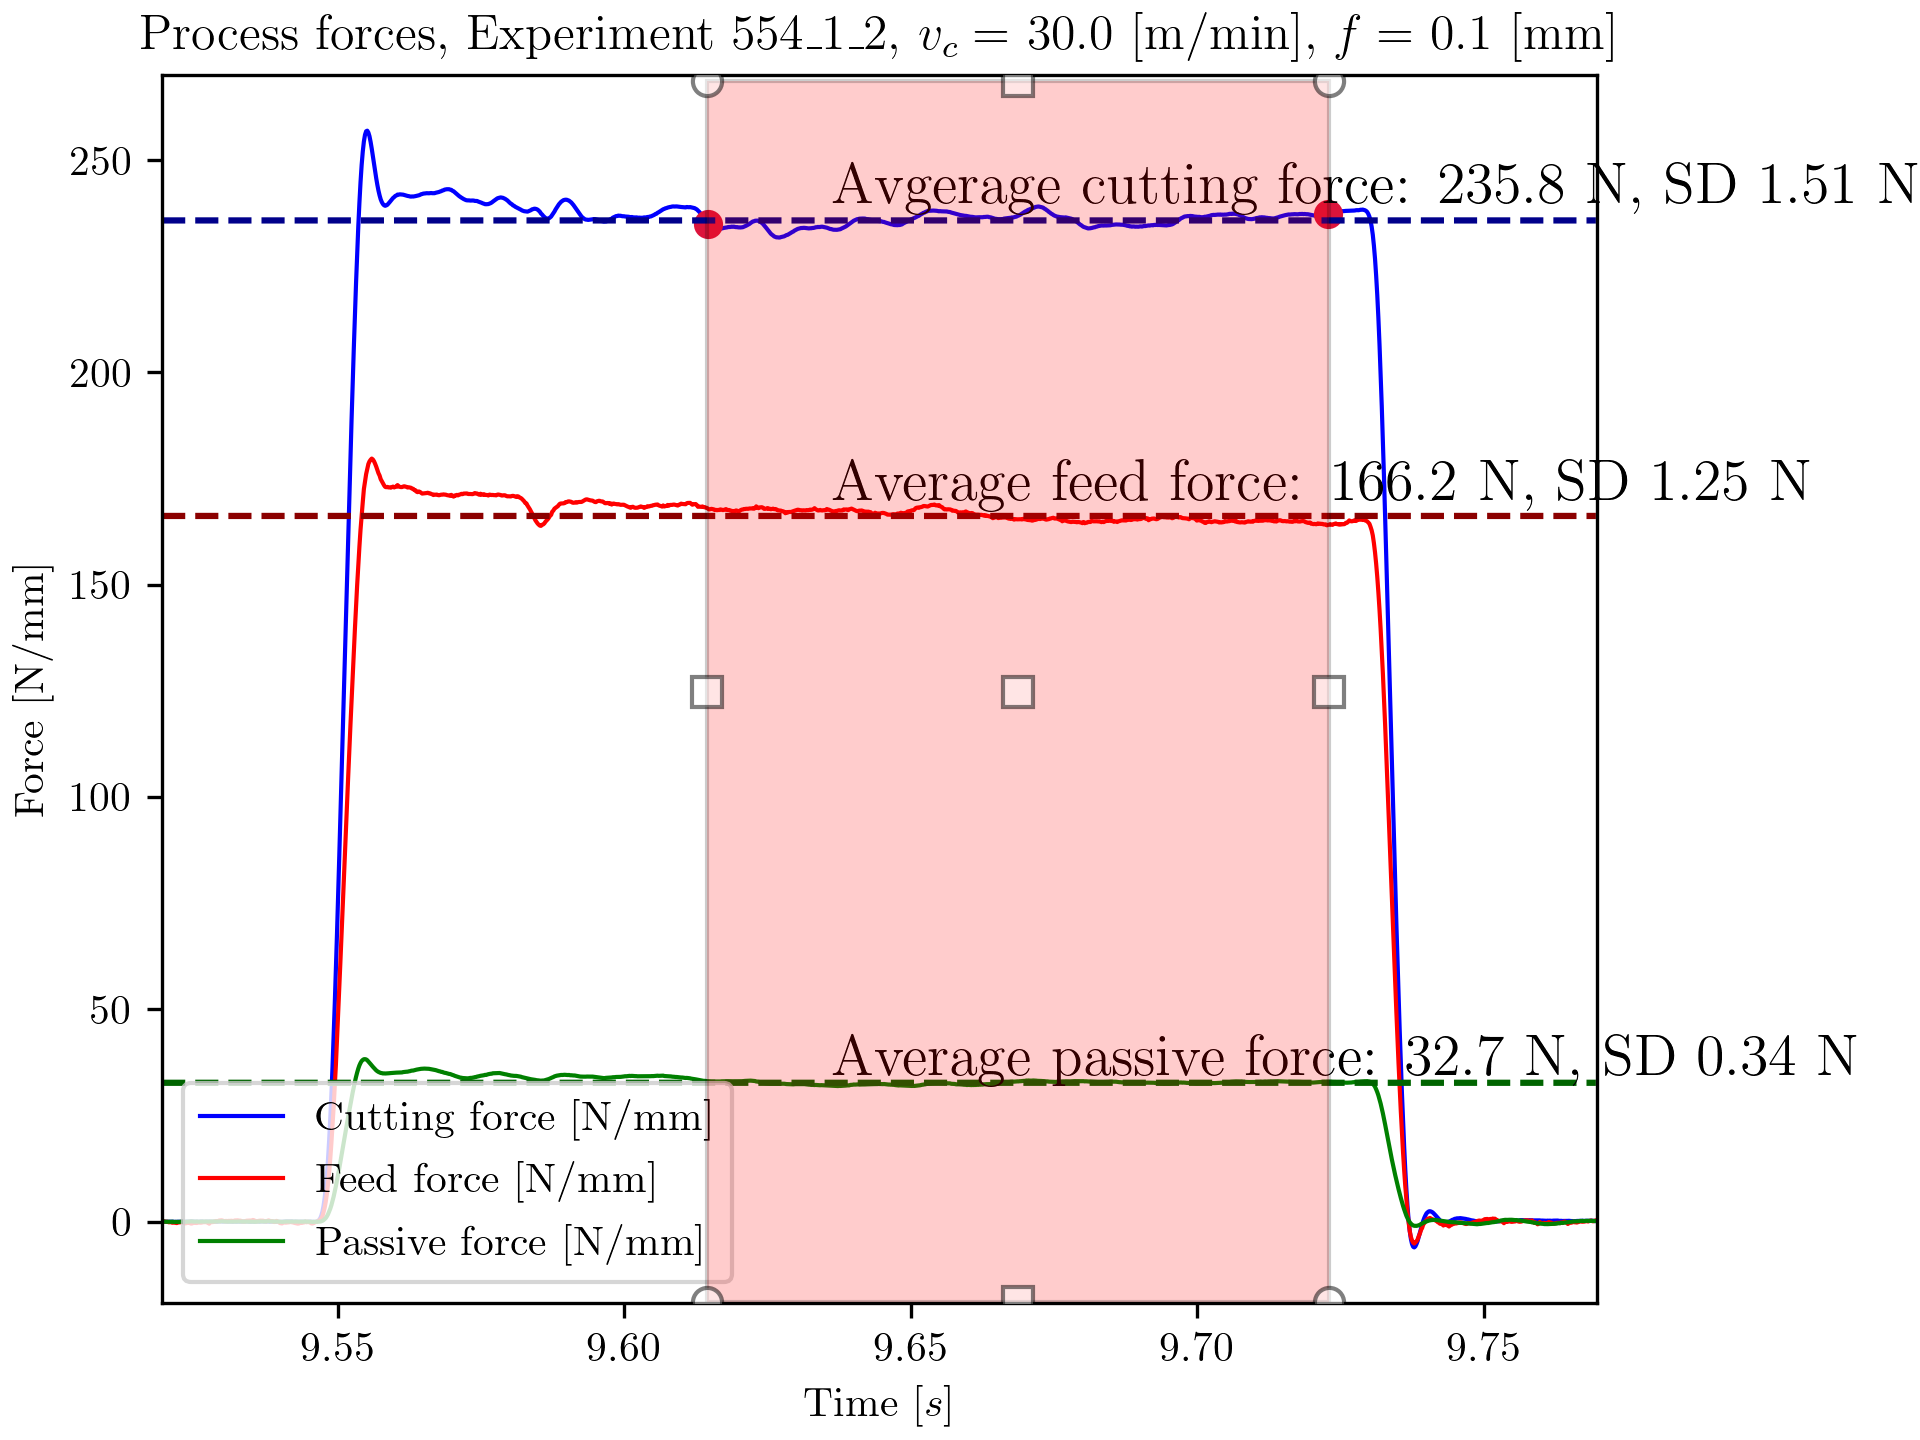 Process forces, Experiment 554_1_2, v_c = 30.0 [m/min], f = 0.1 [mm]
250
200
150
100
50
0
Force [N/mm]
Avgerage cutting force: 235.8 N, SD 1.51 N
Average feed force: 166.2 N, SD 1.25 N
Average passive force: 32.7 N, SD 0.34 N
Cutting force [N/mm]
Feed force [N/mm]
Passive force [N/mm]
9.55 9.60 9.65 9.70 9.75
Time [s]